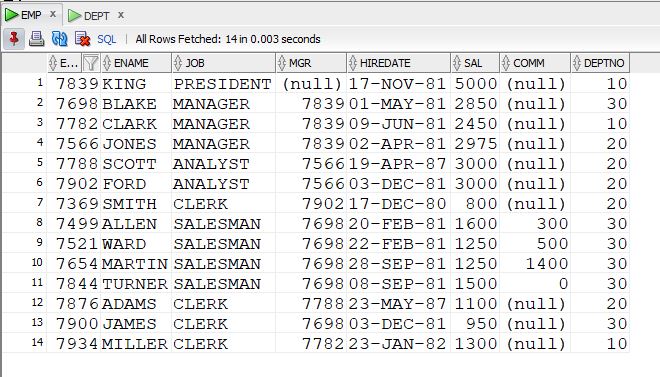 EMP x DEPT x
SQL | All Rows Fetched: 14 in 0.003 seconds
E... ENAME JOB MGR HIREDATE SAL COMM DEPTNO
1 7839 KING PRESIDENT (null) 17-NOV-81 5000 (null) 10
2 7698 BLAKE MANAGER 7839 01-MAY-81 2850 (null) 30
3 7782 CLARK MANAGER 7839 09-JUN-81 2450 (null) 10
4 7566 JONES MANAGER 7839 02-APR-81 2975 (null) 20
5 7788 SCOTT ANALYST 7566 19-APR-87 3000 (null) 20
6 7902 FORD ANALYST 7566 03-DEC-81 3000 (null) 20
7 7369 SMITH CLERK 7902 17-DEC-80 800 (null) 20
8 7499 ALLEN SALESMAN 7698 20-FEB-81 1600 300 30
9 7521 WARD SALESMAN 7698 22-FEB-81 1250 500 30
10 7654 MARTIN SALESMAN 7698 28-SEP-81 1250 1400 30
11 7844 TURNER SALESMAN 7698 08-SEP-81 1500 0 30
12 7876 ADAMS CLERK 7788 23-MAY-87 1100 (null) 20
13 7900 JAMES CLERK 7698 03-DEC-81 950 (null) 30
14 7934 MILLER CLERK 7782 23-JAN-82 1300 (null) 10